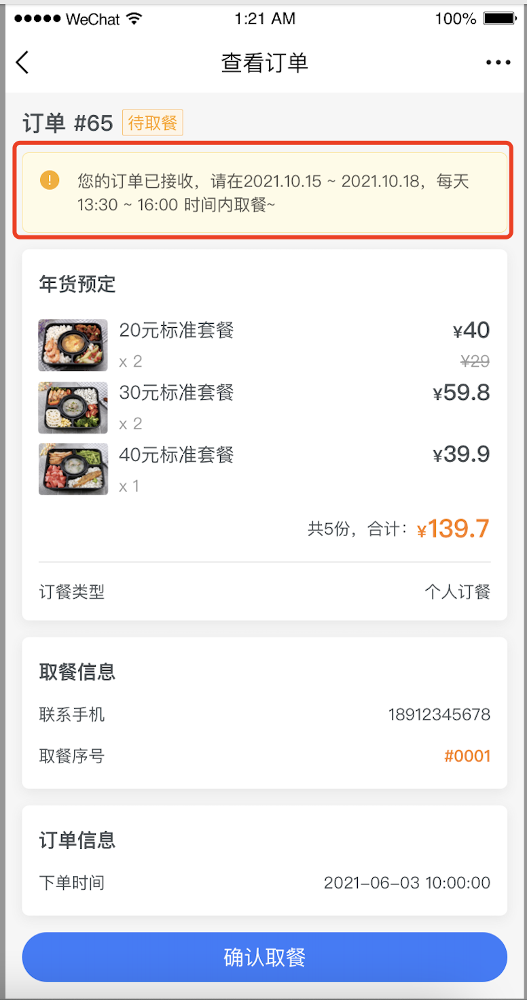 WeChat 1:21 AM 100%
查看订单
订单 #65 待取餐
您的订单已接收，请在2021.10.15 ~ 2021.10.18，每天
13:30 ~ 16:00 时间内取餐~
年货预定
20元标准套餐 ¥40
x 2 ¥29
30元标准套餐 ¥59.8
x 2
40元标准套餐 ¥39.9
x 1
共5份，合计：¥139.7
订餐类型 个人订餐
取餐信息
联系手机 18912345678
取餐序号 #0001
订单信息
下单时间 2021-06-03 10:00:00
确认取餐